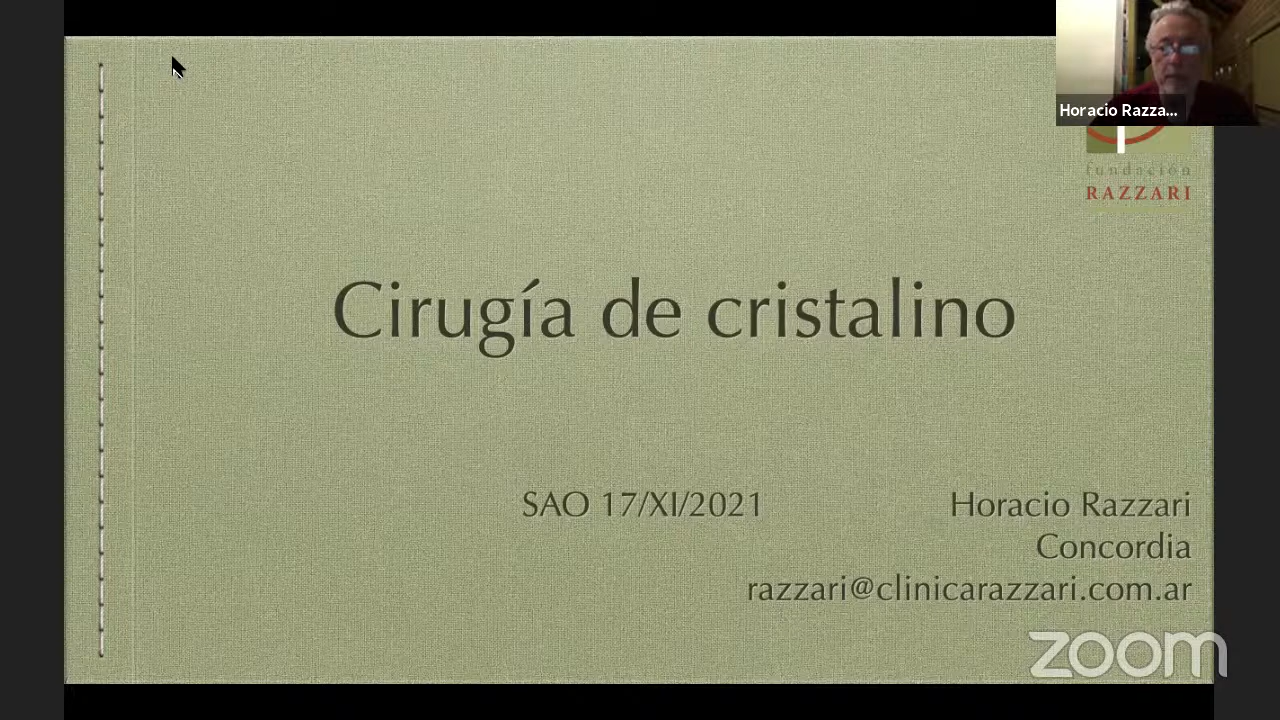 Horacio Razza...
fundación
RAZZARI
Cirugía de cristalino
SAO 17/XI/2021
Horacio Razzari
Concordia
razzari@clinicarazzari.com.ar
zoom